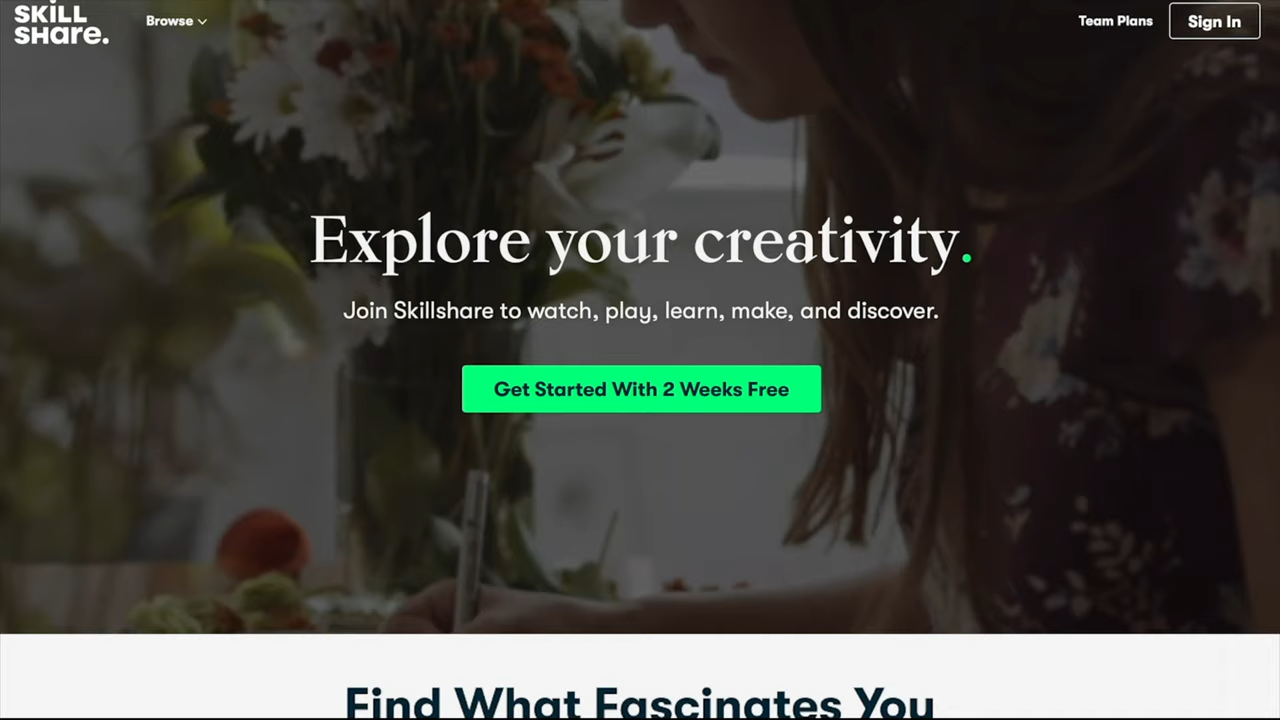 SKiLL
SHare.
Browse
Team Plans
Sign In
Explore your creativity.
Join Skillshare to watch, play, learn, make, and discover.
Get Started With 2 Weeks Free
Find What Fascinates You